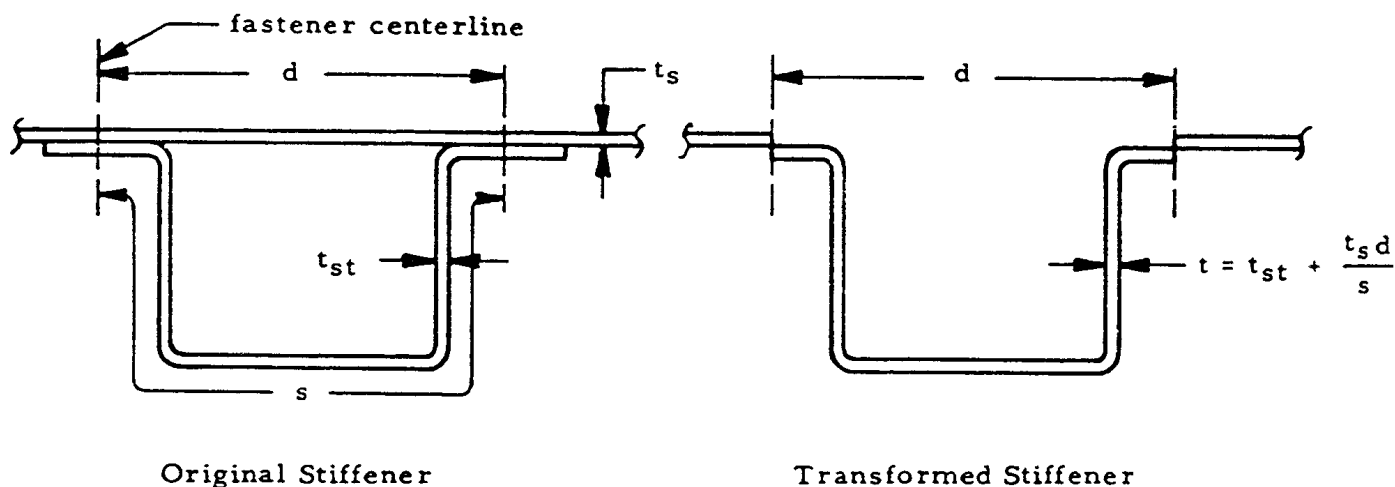 fastener centerline
d
t_s
d
t_st
t = t_st + t_s d / s
s
Original Stiffener
Transformed Stiffener